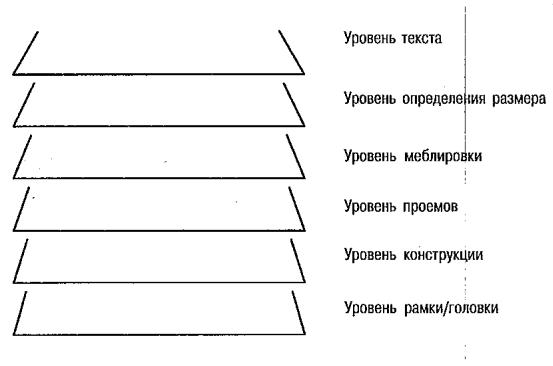 Уровень текста
Уровень определения размера
Уровень меблировки
Уровень проемов
Уровень конструкции
Уровень рамки/головки